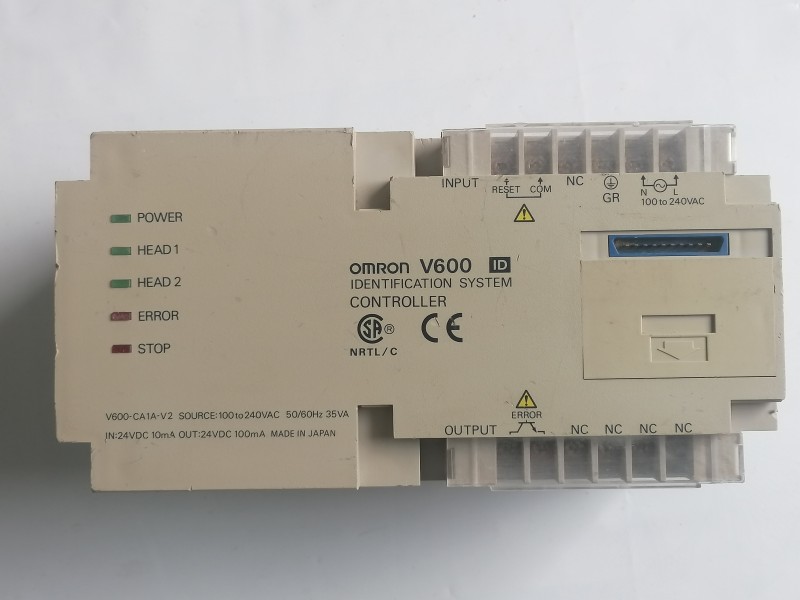 INPUT RESET COM NC GR N L
100 to 240VAC
POWER
HEAD 1
HEAD 2
ERROR
STOP
OMRON V600 ID
IDENTIFICATION SYSTEM
CONTROLLER
SA ®
CE
NRTL/C
V600-CA1A-V2 SOURCE:100 to 240VAC 50/60Hz 35VA
IN:24VDC 10mA OUT:24VDC 100mA MADE IN JAPAN
ERROR
OUTPUT NC NC NC NC